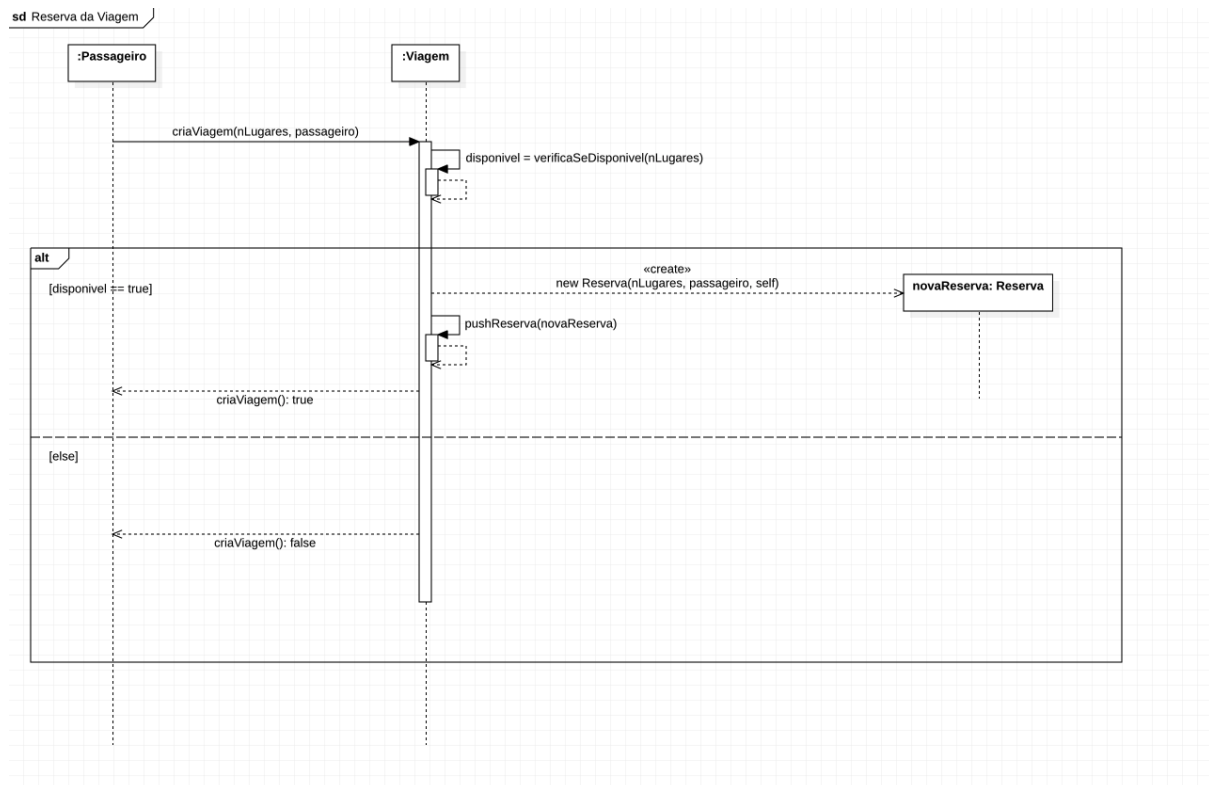 sd Reserva da Viagem
:Passageiro
:Viagem
criaViagem(nLugares, passageiro)
disponivel = verificaSeDisponivel(nLugares)
alt
[disponivel == true]
«create»
new Reserva(nLugares, passageiro, self)
novaReserva: Reserva
pushReserva(novaReserva)
criaViagem(): true
[else]
criaViagem(): false